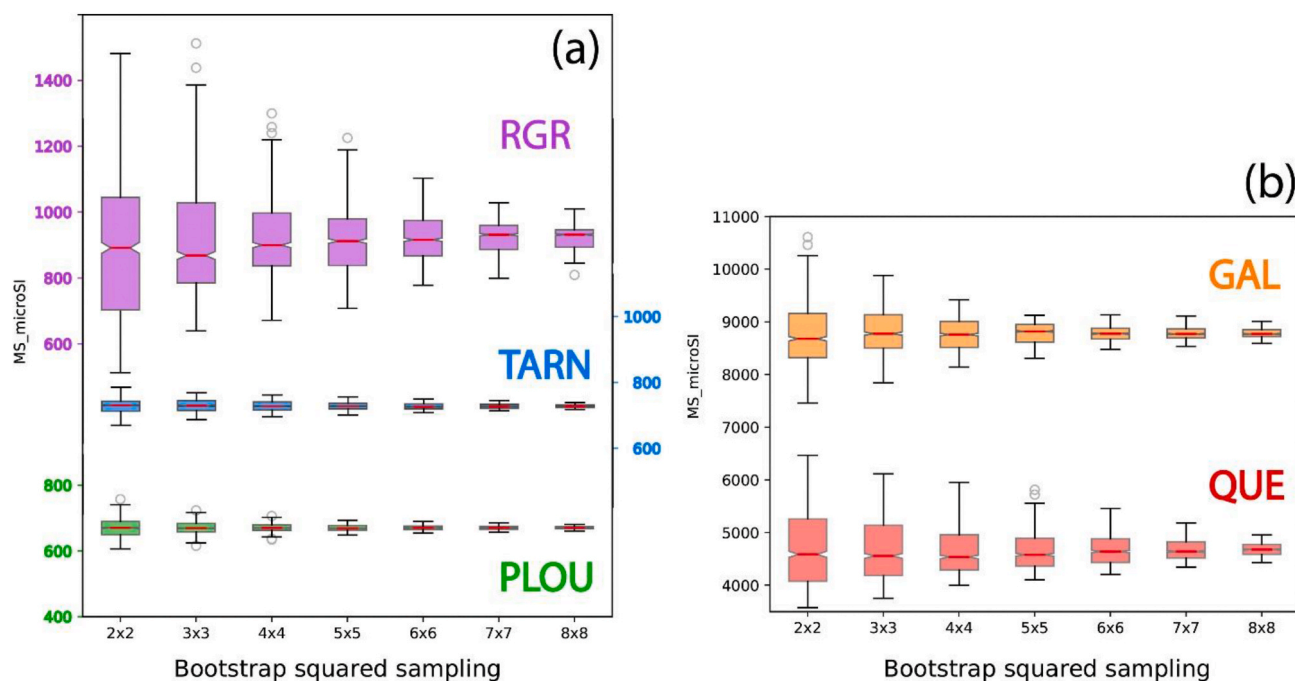 (a)
1400
1200
1000
800
600
RGR
MS_microSI
1000
800
600
TARN
800
600
400
PLOU
2x2 3x3 4x4 5x5 6x6 7x7 8x8
Bootstrap squared sampling
(b)
11000
10000
9000
8000
7000
6000
5000
4000
MS_microSI
GAL
QUE
2x2 3x3 4x4 5x5 6x6 7x7 8x8
Bootstrap squared sampling